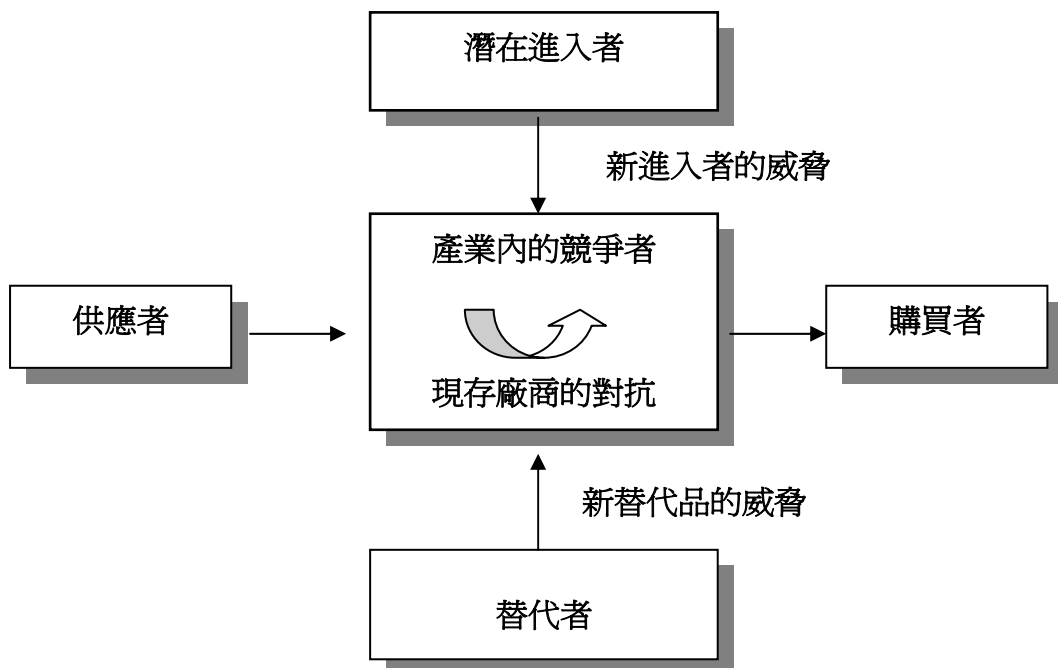 潛在進入者
新進入者的威脅
產業內的競爭者
供應者
購買者
現存廠商的對抗
新替代品的威脅
替代者